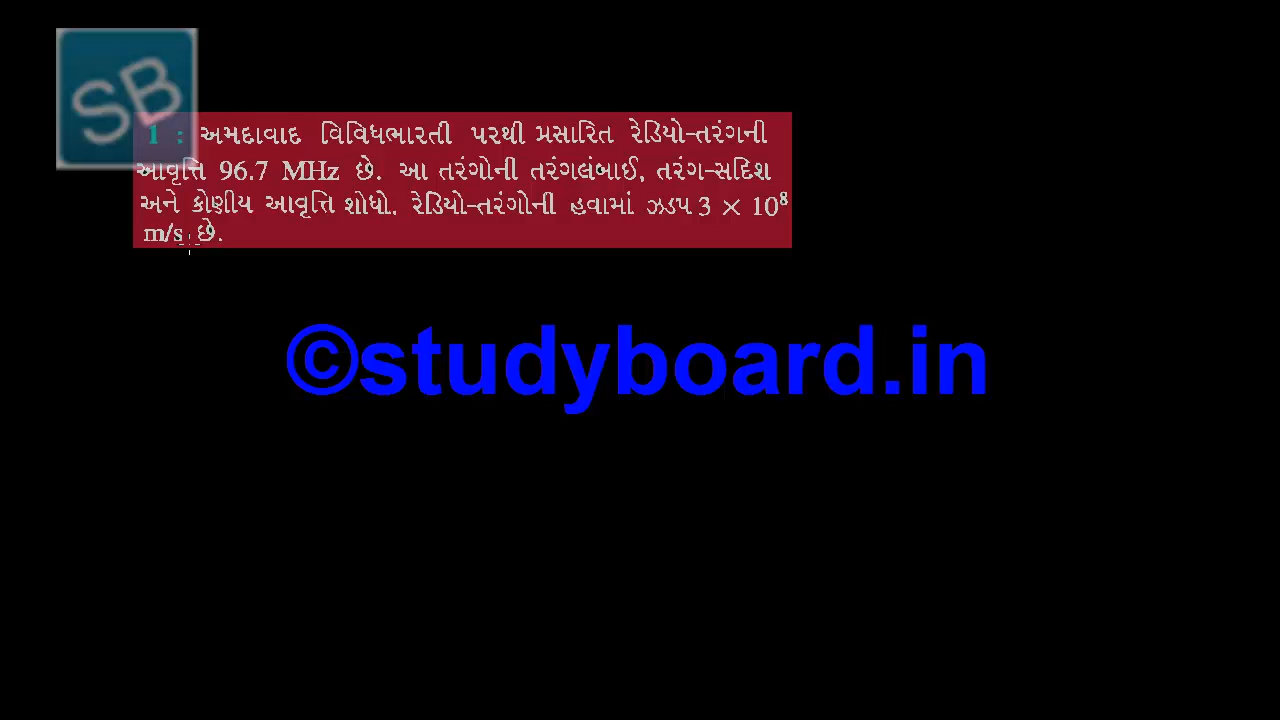 SB
1 : અમદાવાદ વિવિધભારતી પરથી પ્રસારિત રેડિયો-તરંગની
આવૃત્તિ 96.7 MHz છે. આ તરંગોની તરંગલંબાઈ, તરંગ-સદિશ
અને કોણીય આવૃત્તિ શોધો. રેડિયો-તરંગોની હવામાં ઝડપ 3 × 10⁸
m/s છે.
©studyboard.in